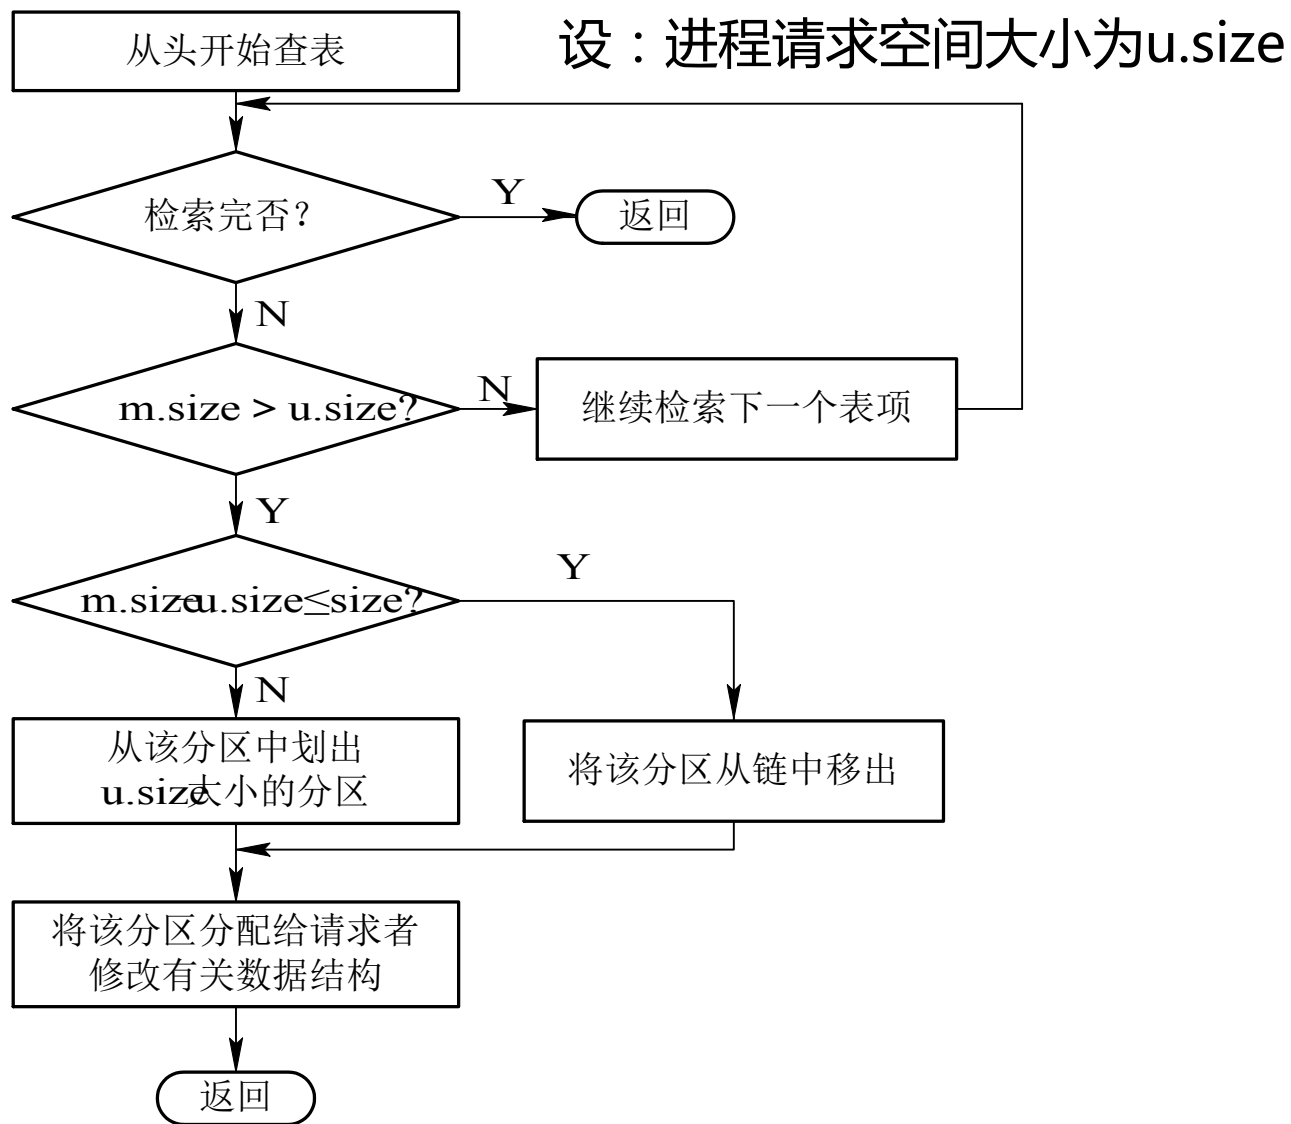 从头开始查表
设：进程请求空间大小为u.size
检索完否?
Y
返回
N
m.size > u.size?
N
继续检索下一个表项
Y
m.size-u.size≤size?
Y
N
从该分区中划出
u.size大小的分区
将该分区从链中移出
将该分区分配给请求者
修改有关数据结构
返回